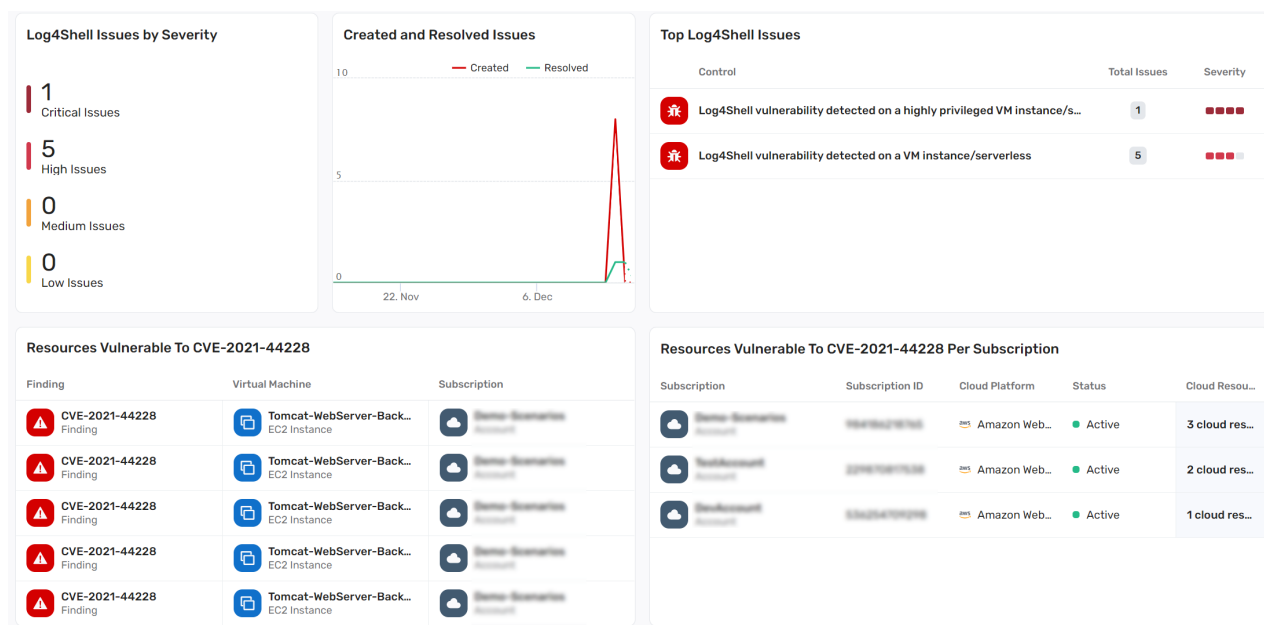 Log4Shell Issues by Severity
1
Critical Issues
5
High Issues
0
Medium Issues
0
Low Issues
Created and Resolved Issues
Created Resolved
10
5
0
22. Nov 6. Dec
Top Log4Shell Issues
Control Total Issues Severity
Log4Shell vulnerability detected on a highly privileged VM instance/s... 1
Log4Shell vulnerability detected on a VM instance/serverless 5
Resources Vulnerable To CVE-2021-44228
Finding Virtual Machine Subscription
CVE-2021-44228 Tomcat-WebServer-Back...
Finding EC2 Instance
CVE-2021-44228 Tomcat-WebServer-Back...
Finding EC2 Instance
CVE-2021-44228 Tomcat-WebServer-Back...
Finding EC2 Instance
CVE-2021-44228 Tomcat-WebServer-Back...
Finding EC2 Instance
CVE-2021-44228 Tomcat-WebServer-Back...
Finding EC2 Instance
Resources Vulnerable To CVE-2021-44228 Per Subscription
Subscription Subscription ID Cloud Platform Status Cloud Resou...
aws Amazon Web... Active 3 cloud res...
aws Amazon Web... Active 2 cloud res...
aws Amazon Web... Active 1 cloud res...